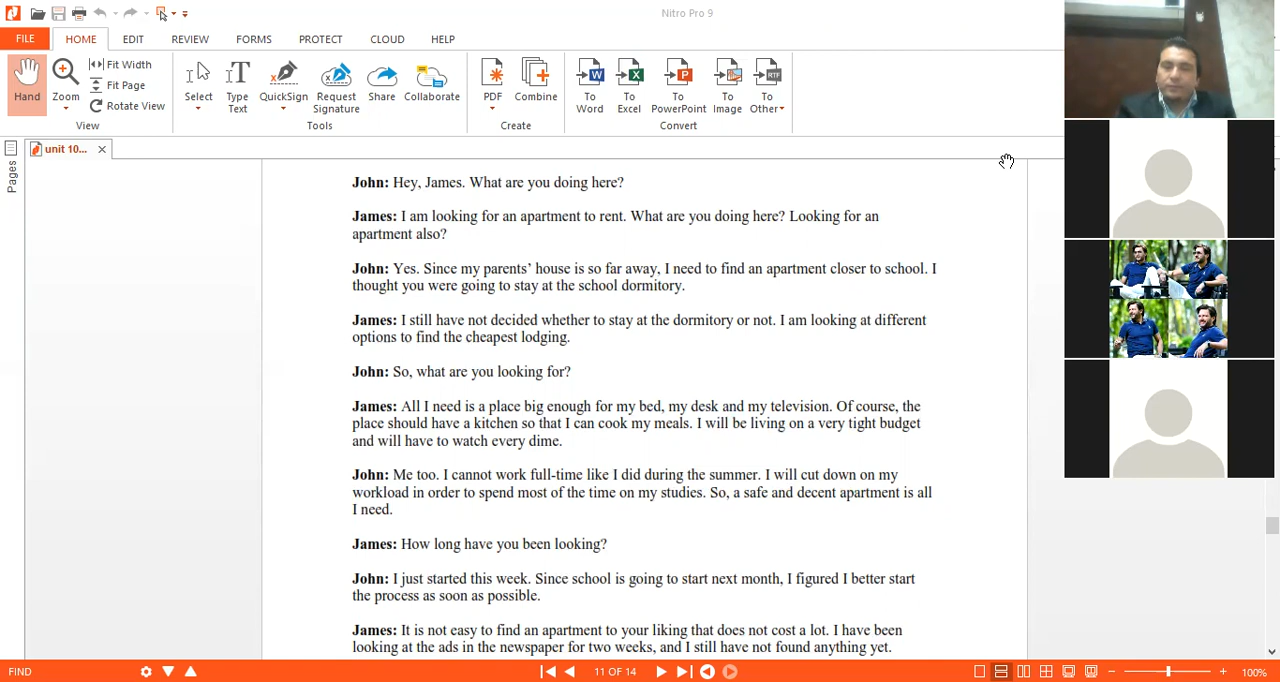 Nitro Pro 9
FILE HOME EDIT REVIEW FORMS PROTECT CLOUD HELP
Hand
Zoom
Fit Width
Fit Page
Rotate View
View
Select
Type Text
QuickSign
Request Signature
Share
Collaborate
Tools
PDF
Combine
Create
To Word
To Excel
To PowerPoint
To Image
To Other
Convert
Pages
unit 10...
John: Hey, James. What are you doing here?
James: I am looking for an apartment to rent. What are you doing here? Looking for an
apartment also?
John: Yes. Since my parents’ house is so far away, I need to find an apartment closer to school. I
thought you were going to stay at the school dormitory.
James: I still have not decided whether to stay at the dormitory or not. I am looking at different
options to find the cheapest lodging.
John: So, what are you looking for?
James: All I need is a place big enough for my bed, my desk and my television. Of course, the
place should have a kitchen so that I can cook my meals. I will be living on a very tight budget
and will have to watch every dime.
John: Me too. I cannot work full-time like I did during the summer. I will cut down on my
workload in order to spend most of the time on my studies. So, a safe and decent apartment is all
I need.
James: How long have you been looking?
John: I just started this week. Since school is going to start next month, I figured I better start
the process as soon as possible.
James: It is not easy to find an apartment to your liking that does not cost a lot. I have been
looking at the ads in the newspaper for two weeks, and I still have not found anything yet.
FIND
11 OF 14
100%